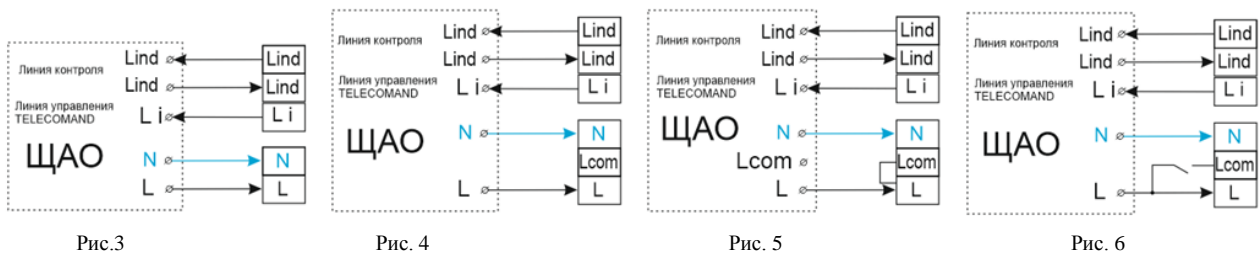 Линия контроля
Линия управления
TELECOMAND
ЩАО
Lind
Lind
L i
N
L
Lind
Lind
L i
N
L
Рис.3
Линия контроля
Линия управления
TELECOMAND
ЩАО
Lind
Lind
L i
N
L
Lind
Lind
L i
N
Lcom
L
Рис. 4
Линия контроля
Линия управления
TELECOMAND
ЩАО
Lind
Lind
L i
N
Lcom
L
Lind
Lind
L i
N
Lcom
L
Рис. 5
Линия контроля
Линия управления
TELECOMAND
ЩАО
Lind
Lind
L i
N
L
Lind
Lind
L i
N
Lcom
L
Рис. 6